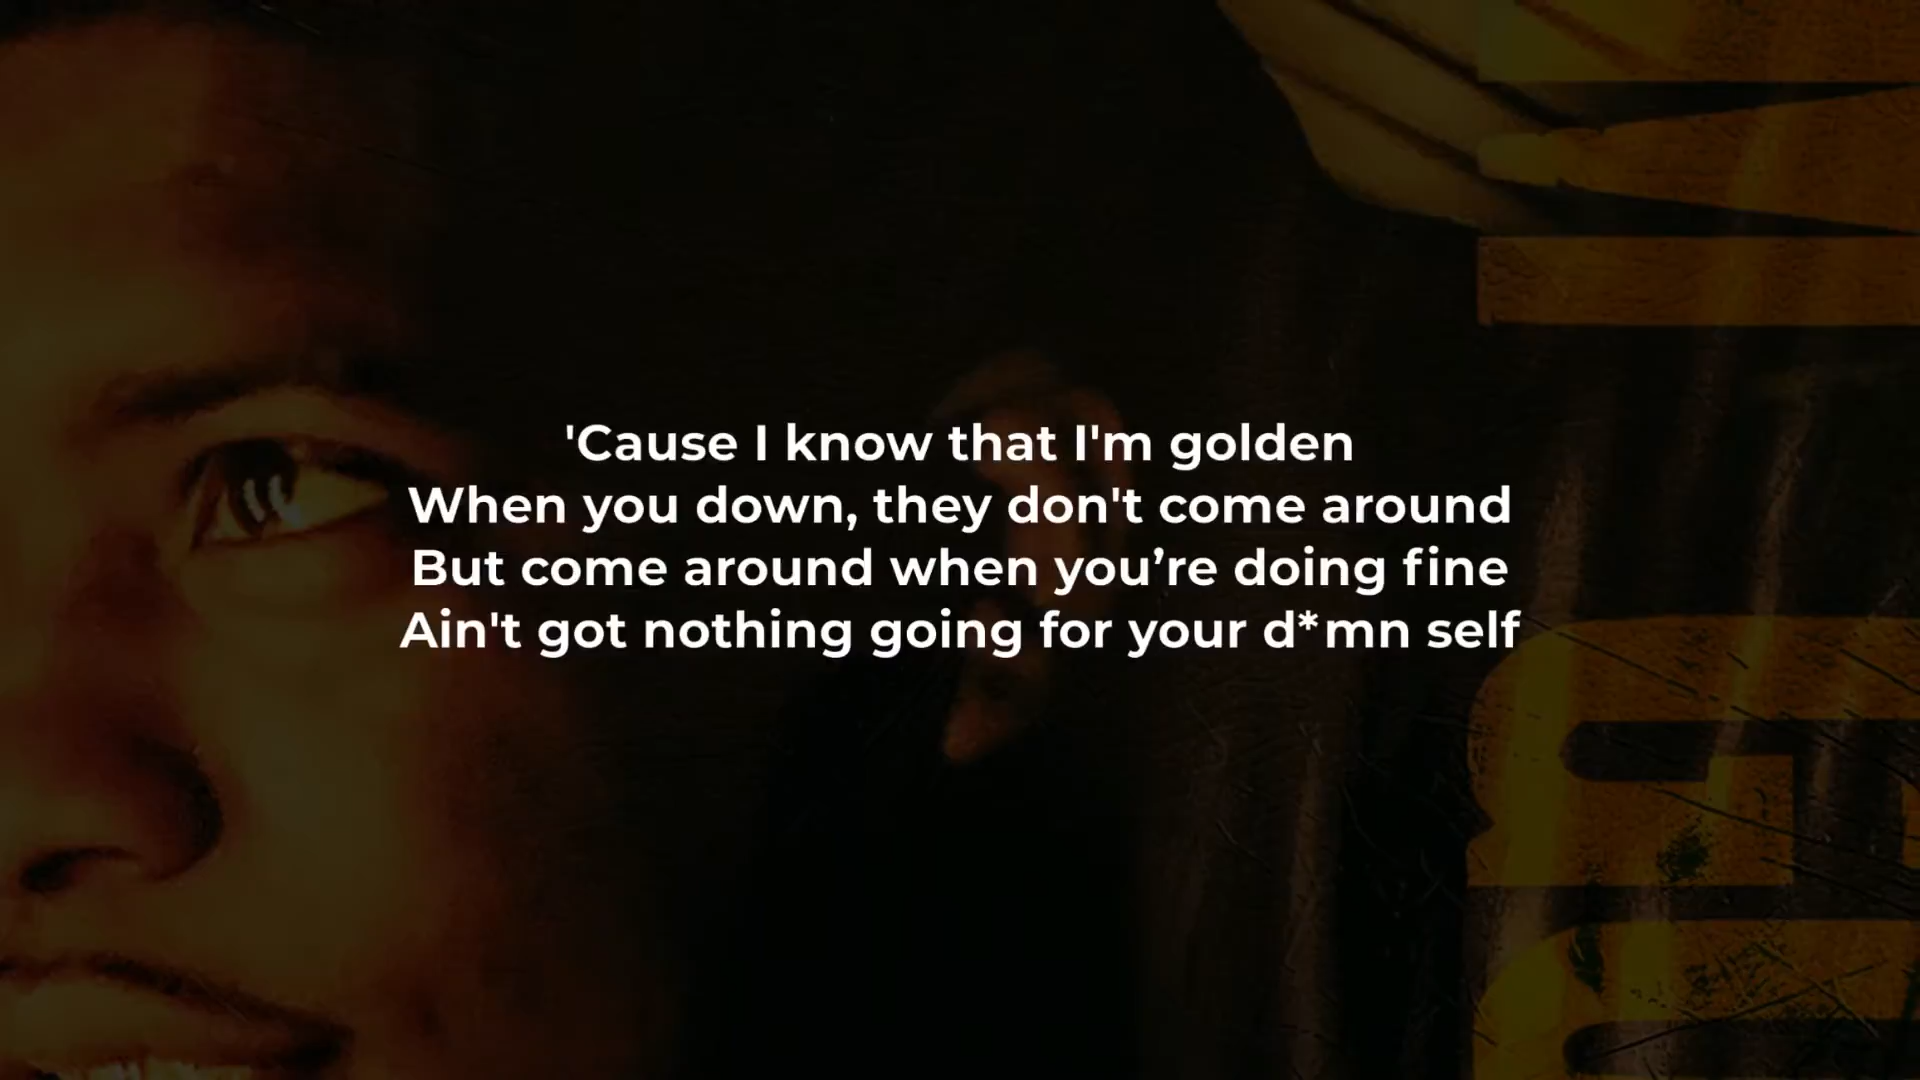 'Cause I know that I'm golden
When you down, they don't come around
But come around when you’re doing fine
Ain't got nothing going for your d*mn self